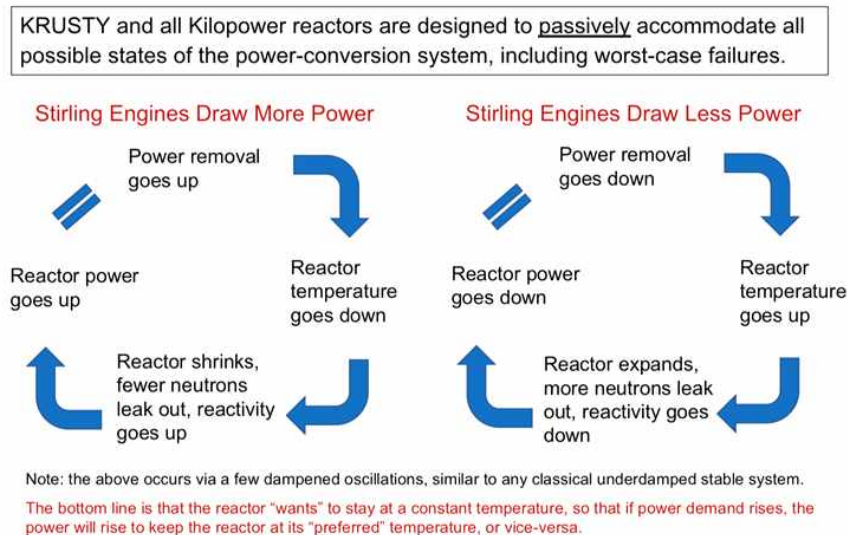 KRUSTY and all Kilopower reactors are designed to passively accommodate all
possible states of the power-conversion system, including worst-case failures.
Stirling Engines Draw More Power
Power removal
goes up
Reactor
temperature
goes down
Reactor shrinks,
fewer neutrons
leak out, reactivity
goes up
Reactor power
goes up
Stirling Engines Draw Less Power
Power removal
goes down
Reactor
temperature
goes up
Reactor expands,
more neutrons leak
out, reactivity goes
down
Reactor power
goes down
Note: the above occurs via a few dampened oscillations, similar to any classical underdamped stable system.
The bottom line is that the reactor “wants” to stay at a constant temperature, so that if power demand rises, the
power will rise to keep the reactor at its “preferred” temperature, or vice-versa.